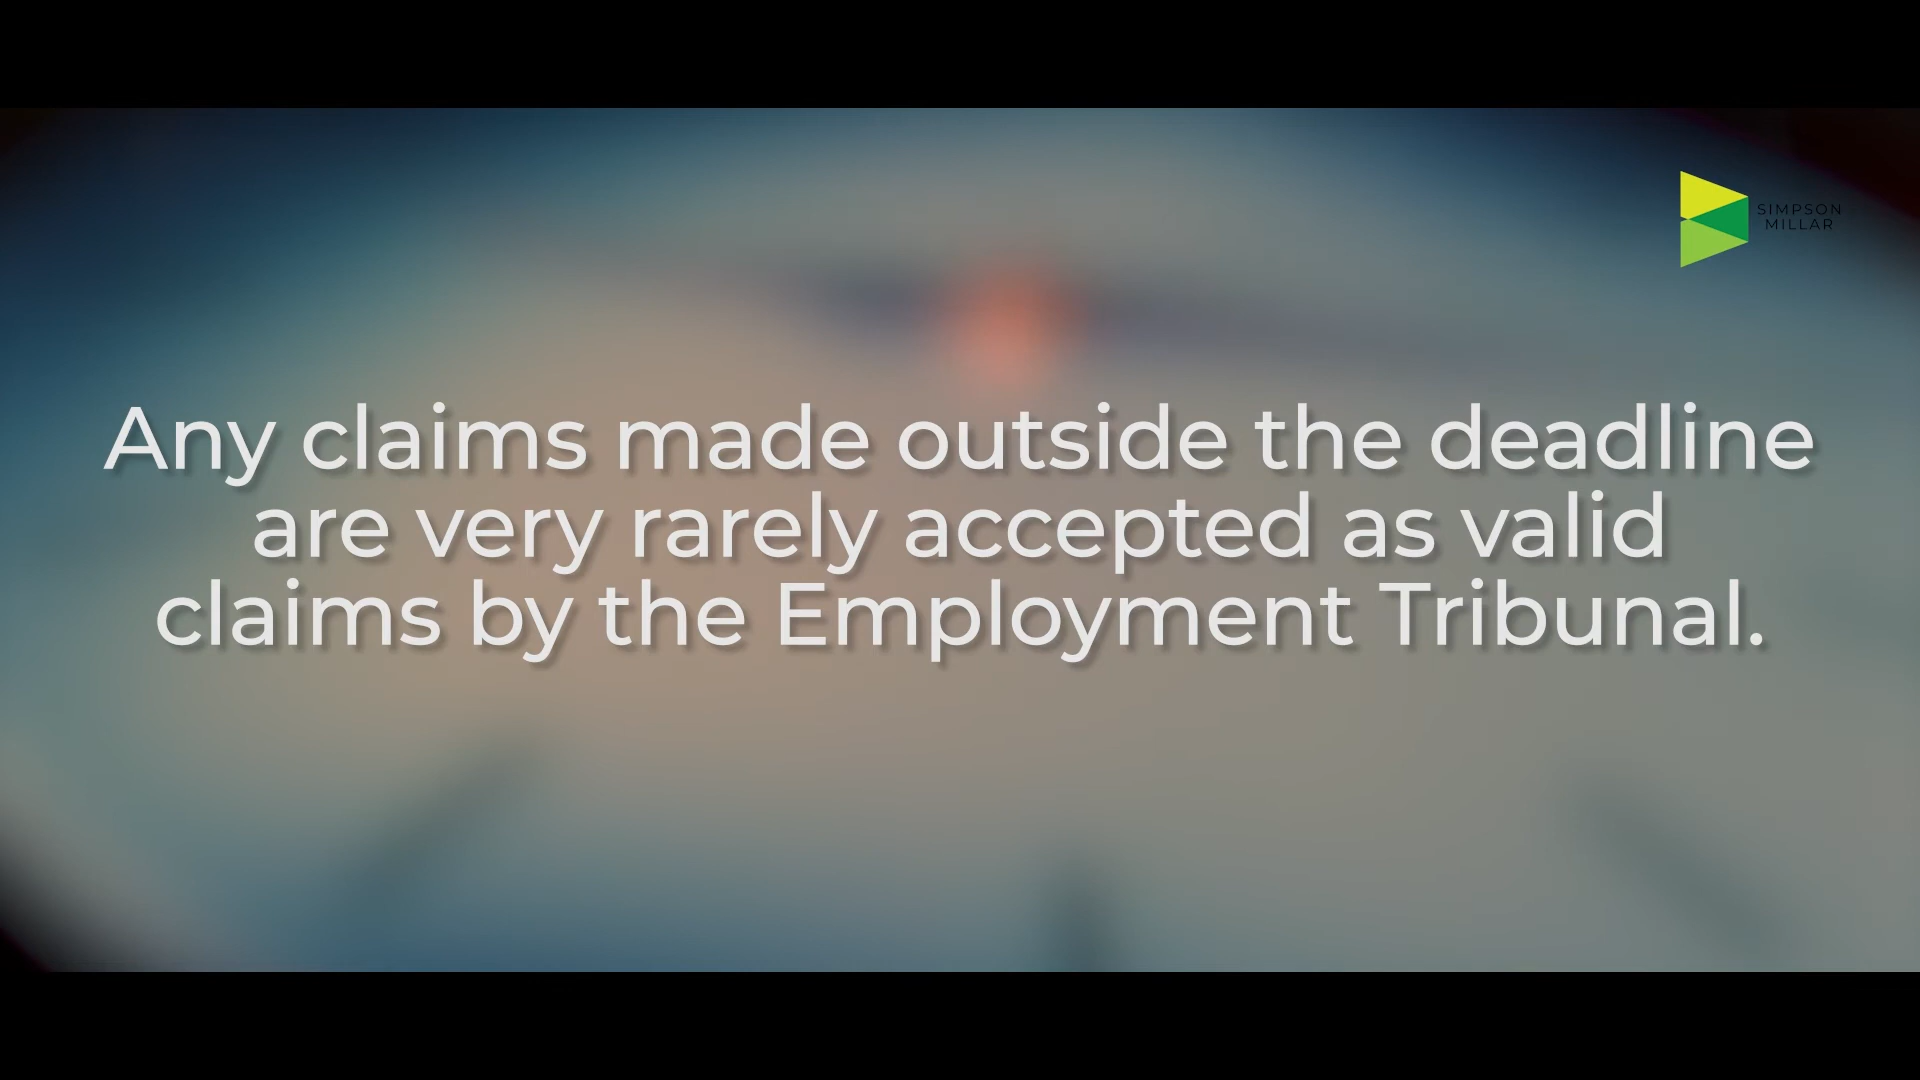 SIMPSON
MILLAR
Any claims made outside the deadline
are very rarely accepted as valid
claims by the Employment Tribunal.